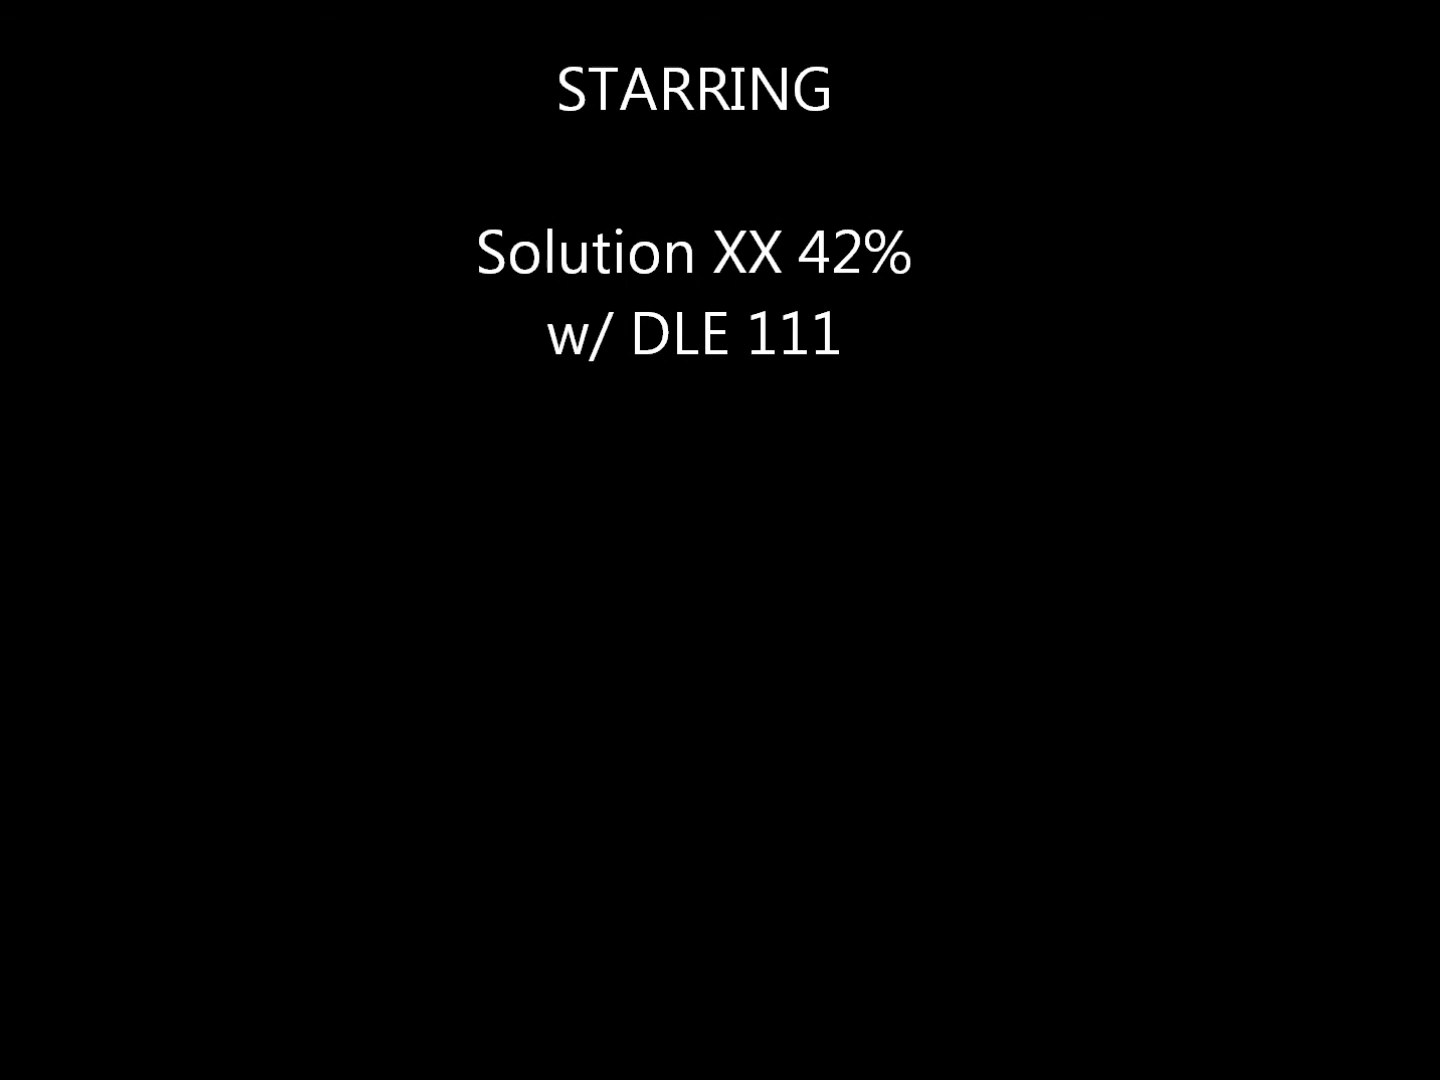 STARRING
Solution XX 42%
w/ DLE 111